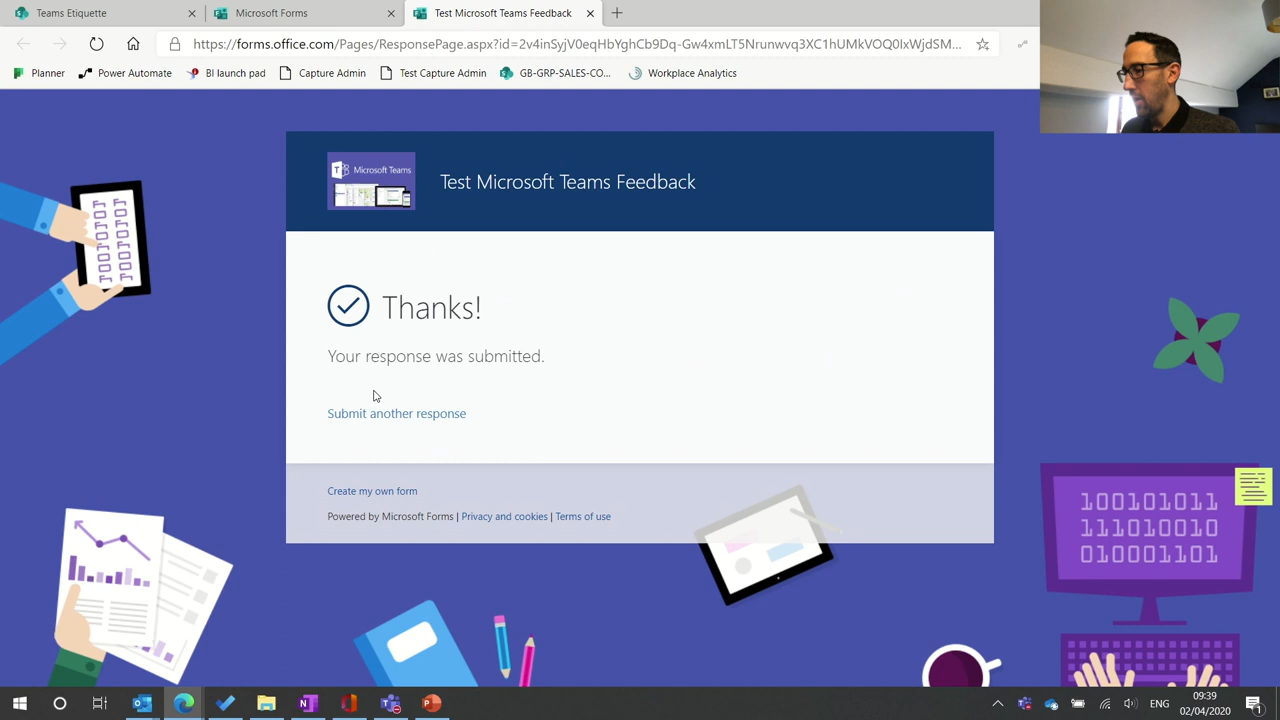 Teams Etiquette
Microsoft Forms
Test Microsoft Teams Feedback
https://forms.office.com/Pages/ResponsePage.aspx?id=2v4inSyjV0eqHbYghCb9Dq-Gw4xmLT5Nrunwvq3XC1hUMkVOQ0IxWjdSM...
Planner
Power Automate
BI launch pad
Capture Admin
Test Capture Admin
GB-GRP-SALES-CO...
Workplace Analytics
Microsoft Teams
Test Microsoft Teams Feedback
Thanks!
Your response was submitted.
Submit another response
Create my own form
Powered by Microsoft Forms | Privacy and cookies | Terms of use
100101011
111010010
010001101
09:39
02/04/2020
1